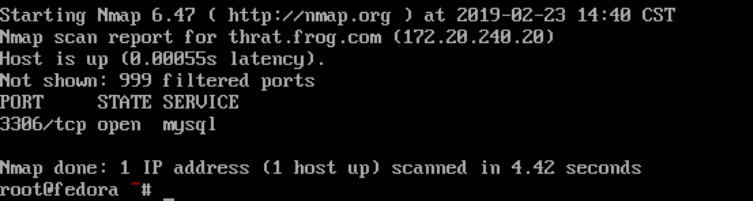 Starting Nmap 6.47 ( http://nmap.org ) at 2019-02-23 14:40 CST
Nmap scan report for thrat.frog.com (172.20.240.20)
Host is up (0.00055s latency).
Not shown: 999 filtered ports
PORT     STATE SERVICE
3306/tcp open  mysql
Nmap done: 1 IP address (1 host up) scanned in 4.42 seconds
root@fedora ~# _